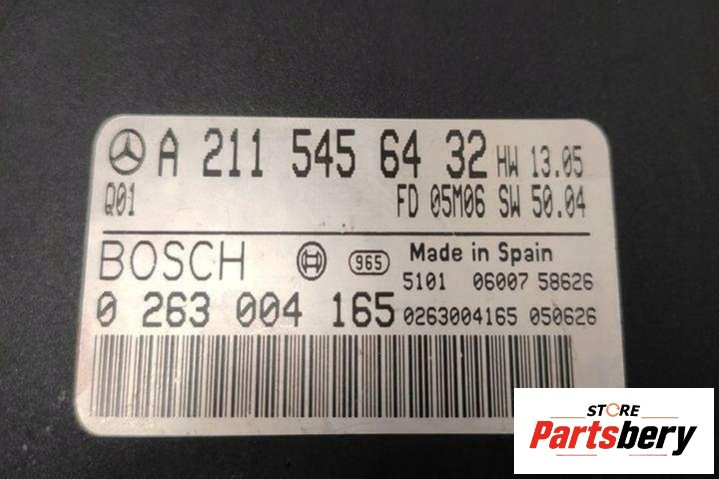 A 211 545 64 32 HW 13.05
Q01 FD 05M06 SW 50.04
BOSCH 965 Made in Spain
5101 06007 58626
0 263 004 165 0263004165 050626
STORE
Partsbery